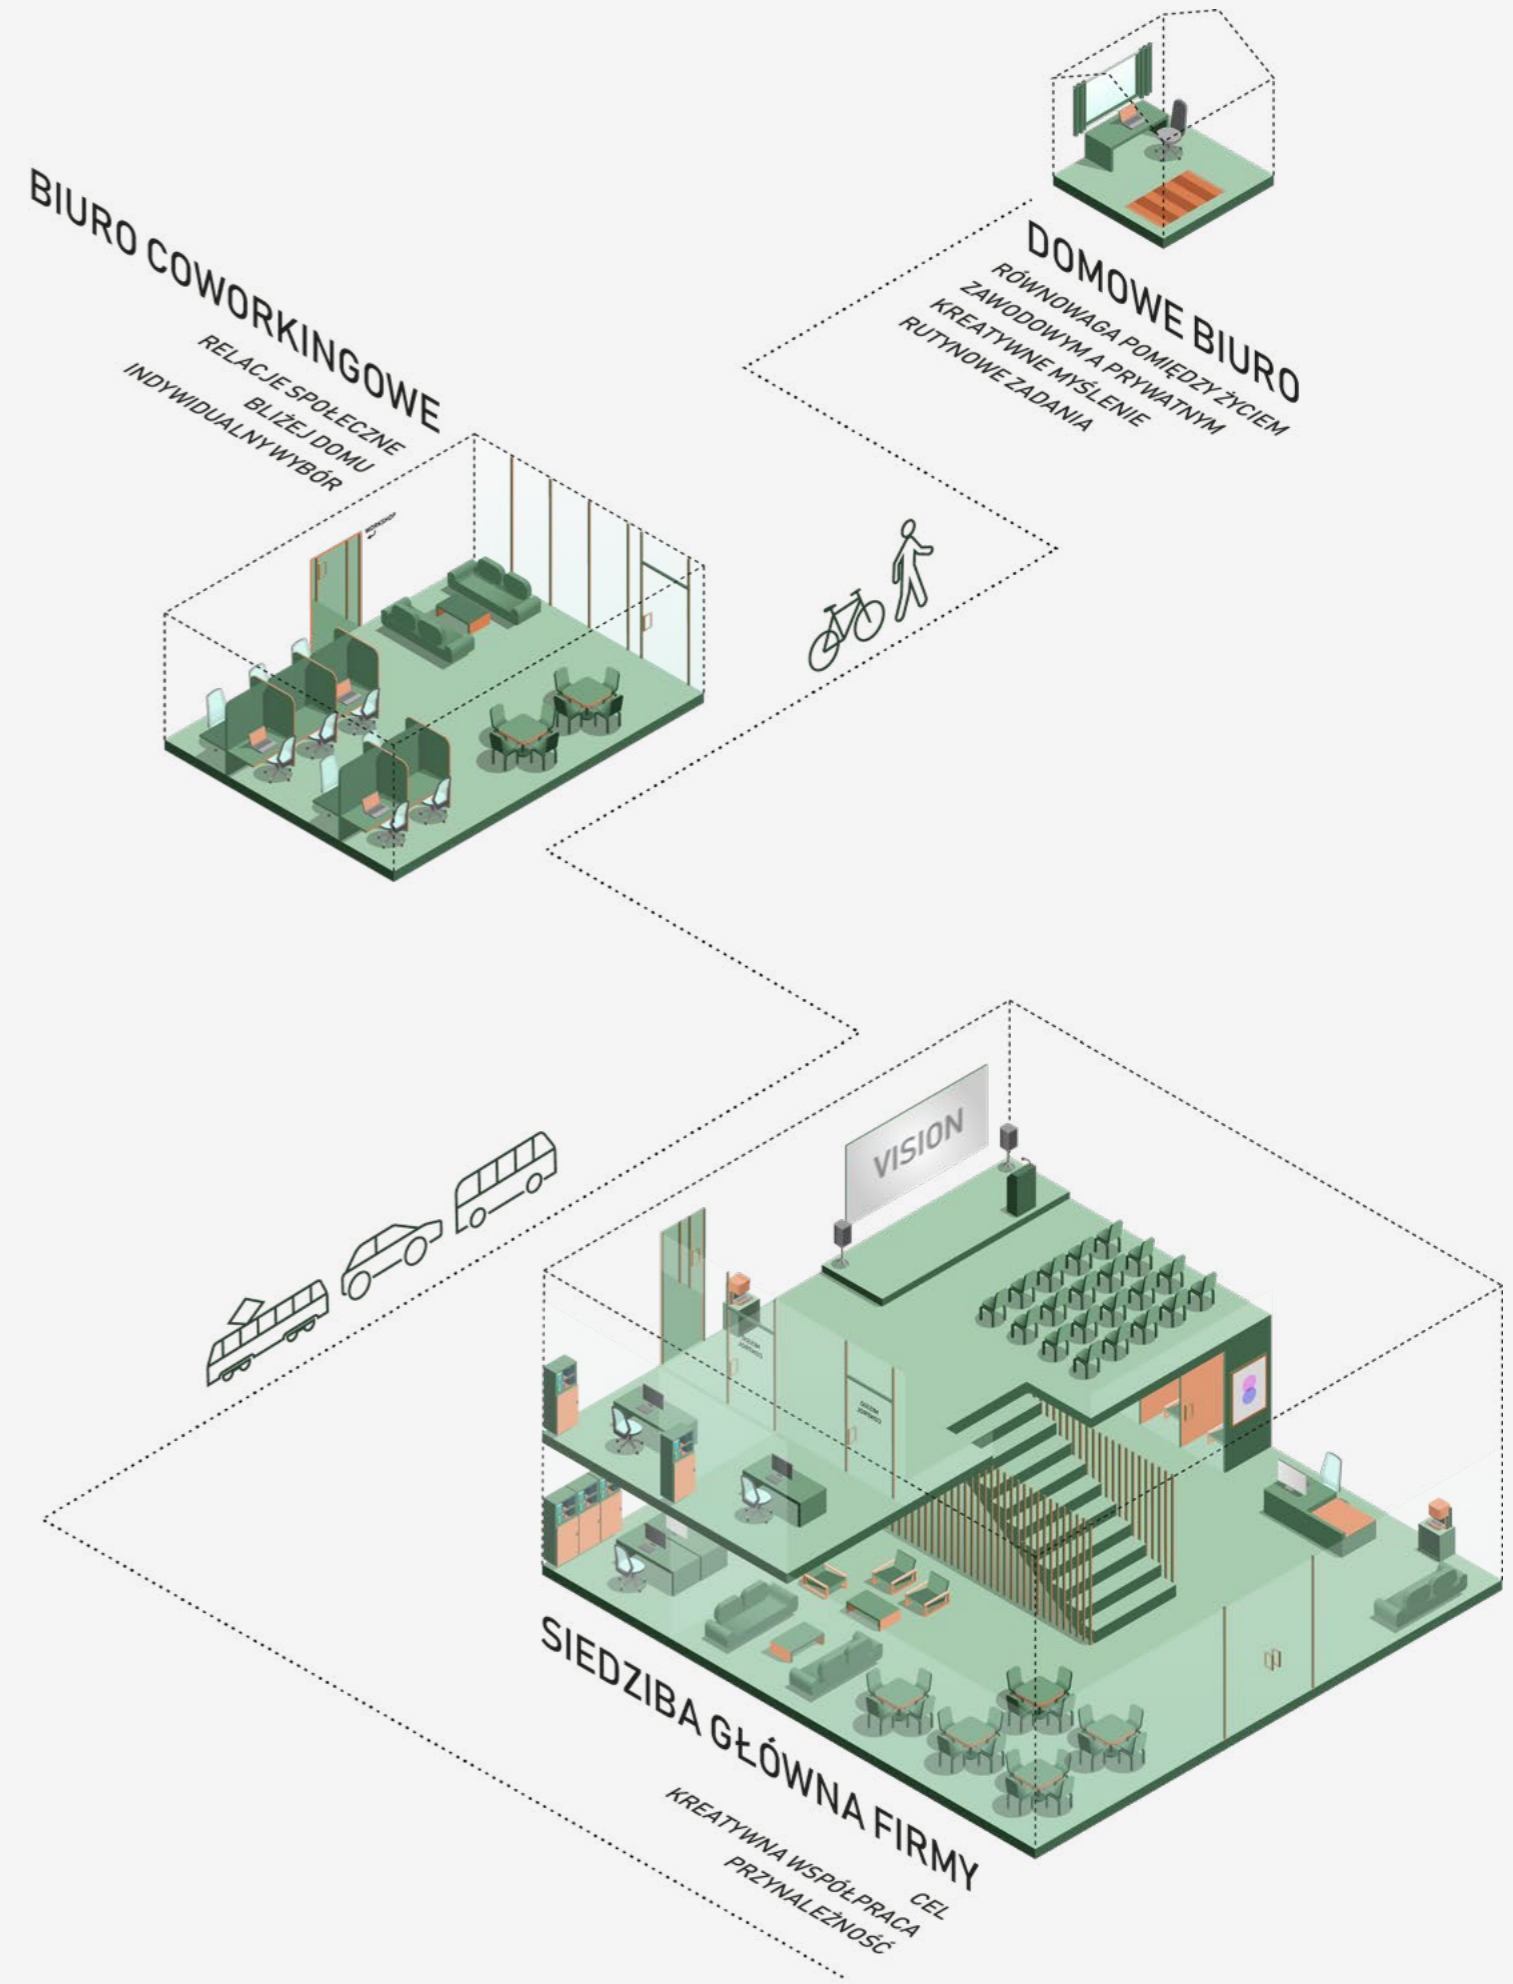 DOMOWE BIURO
RÓWNOWAGA POMIĘDZY ŻYCIEM
ZAWODOWYM A PRYWATNYM
KREATYWNE MYŚLENIE
RUTYNOWE ZADANIA
BIURO COWORKINGOWE
RELACJE SPOŁECZNE
BLIŻEJ DOMU
INDYWIDUALNY WYBÓR
WORKSHOP
VISION
SIEDZIBA GŁÓWNA FIRMY
CEL
KREATYWNA WSPÓŁPRACA
PRZYNALEŻNOŚĆ